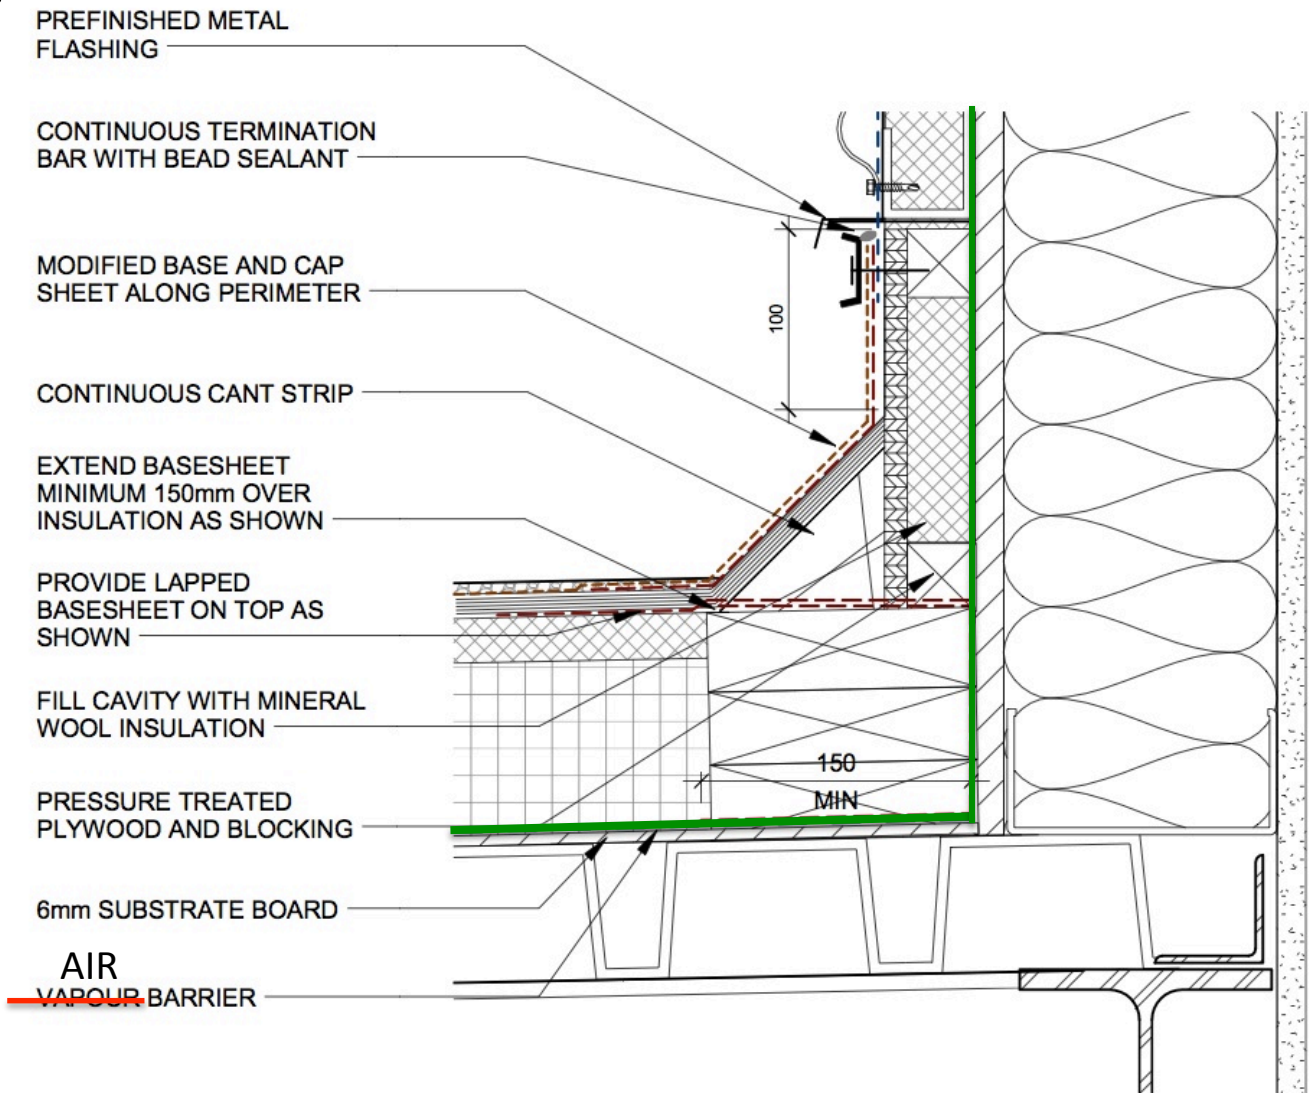 PREFINISHED METAL
FLASHING
CONTINUOUS TERMINATION
BAR WITH BEAD SEALANT
MODIFIED BASE AND CAP
SHEET ALONG PERIMETER
100
CONTINUOUS CANT STRIP
EXTEND BASESHEET
MINIMUM 150mm OVER
INSULATION AS SHOWN
PROVIDE LAPPED
BASESHEET ON TOP AS
SHOWN
FILL CAVITY WITH MINERAL
WOOL INSULATION
150
MIN
PRESSURE TREATED
PLYWOOD AND BLOCKING
6mm SUBSTRATE BOARD
AIR
VAPOUR BARRIER